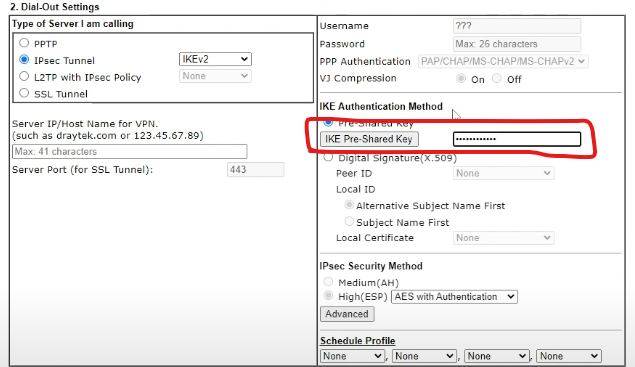 2. Dial-Out Settings
Type of Server I am calling
PPTP
IPsec Tunnel IKEv2
L2TP with IPsec Policy None
SSL Tunnel
Server IP/Host Name for VPN.
(such as draytek.com or 123.45.67.89)
Max: 41 characters
Server Port (for SSL Tunnel): 443
Username ???
Password Max: 26 characters
PPP Authentication PAP/CHAP/MS-CHAP/MS-CHAPv2
VJ Compression On Off
IKE Authentication Method
Pre-Shared Key
IKE Pre-Shared Key ••••••••••••
Digital Signature(X.509)
Peer ID None
Local ID
Alternative Subject Name First
Subject Name First
Local Certificate None
IPsec Security Method
Medium(AH)
High(ESP) AES with Authentication
Advanced
Schedule Profile
None, None, None, None